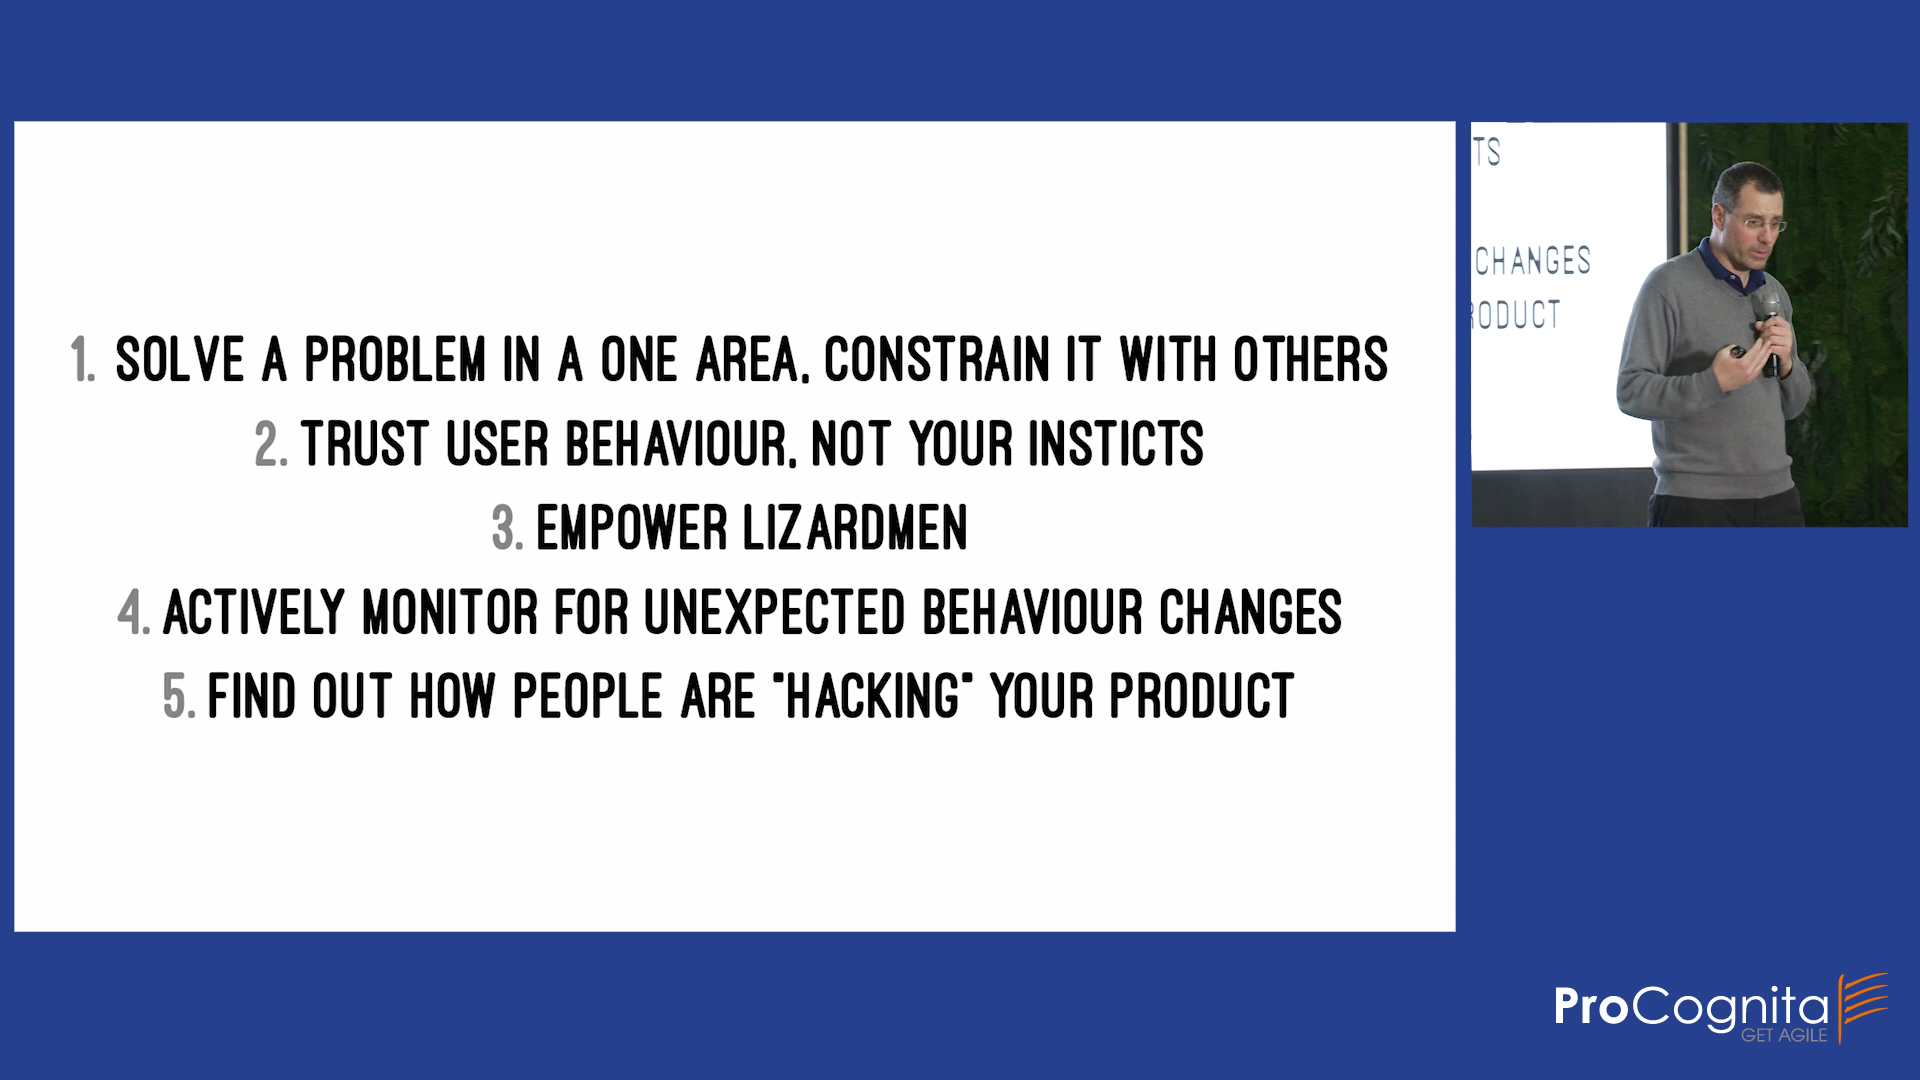 1. SOLVE A PROBLEM IN A ONE AREA, CONSTRAIN IT WITH OTHERS
2. TRUST USER BEHAVIOUR, NOT YOUR INSTICTS
3. EMPOWER LIZARDMEN
4. ACTIVELY MONITOR FOR UNEXPECTED BEHAVIOUR CHANGES
5. FIND OUT HOW PEOPLE ARE "HACKING" YOUR PRODUCT
TS
CHANGES
RODUCT
ProCognita
GET AGILE